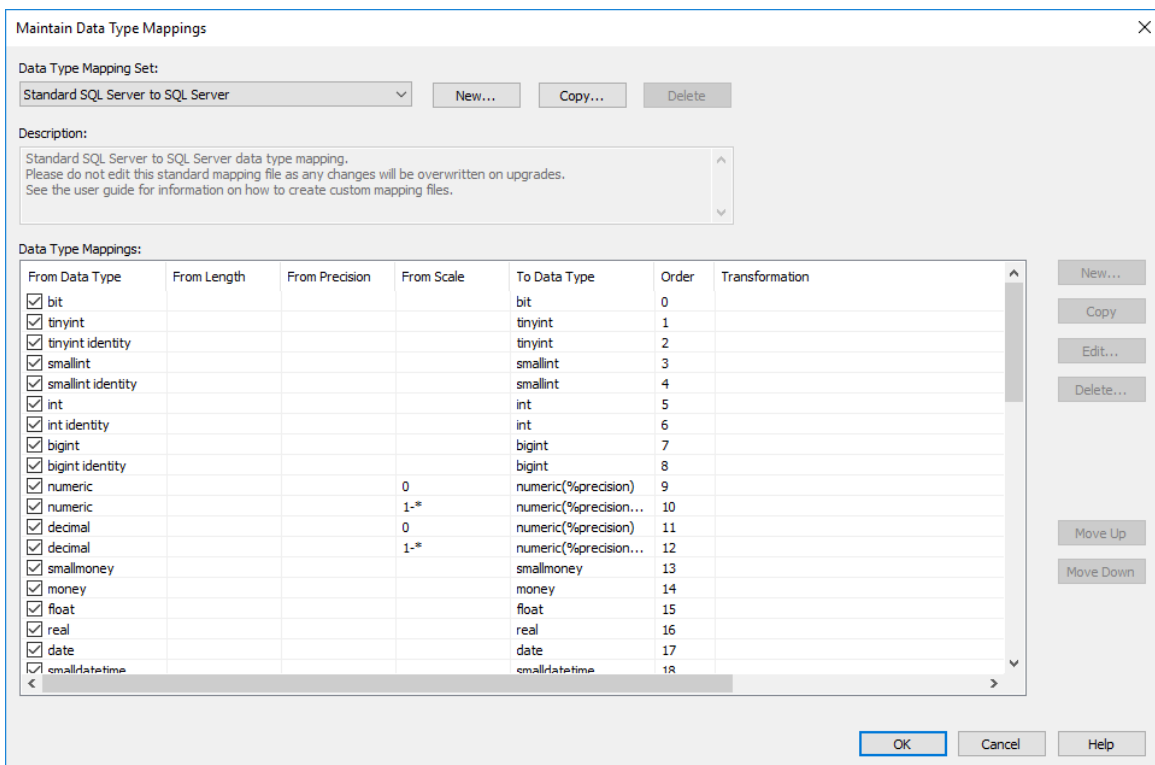 Maintain Data Type Mappings
Data Type Mapping Set:
Standard SQL Server to SQL Server New... Copy... Delete
Description:
Standard SQL Server to SQL Server data type mapping.
Please do not edit this standard mapping file as any changes will be overwritten on upgrades.
See the user guide for information on how to create custom mapping files.
Data Type Mappings:
From Data Type From Length From Precision From Scale To Data Type Order Transformation New...
bit bit 0
tinyint tinyint 1 Copy
tinyint identity tinyint 2
smallint smallint 3 Edit...
smallint identity smallint 4 Delete...
int int 5
int identity int 6
bigint bigint 7
bigint identity bigint 8
numeric 0 numeric(%precision) 9
numeric 1-* numeric(%precision... 10
decimal 0 numeric(%precision) 11 Move Up
decimal 1-* numeric(%precision... 12
smallmoney smallmoney 13 Move Down
money money 14
float float 15
real real 16
date date 17
smalldatetime smalldatetime 18
OK Cancel Help